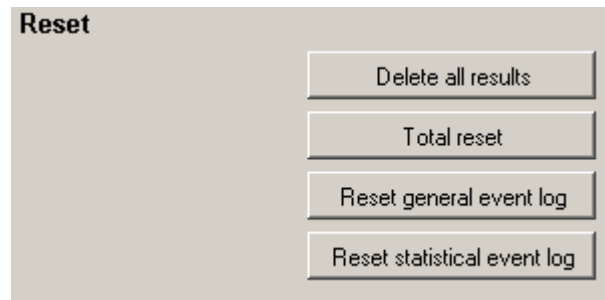 Reset
Delete all results
Total reset
Reset general event log
Reset statistical event log